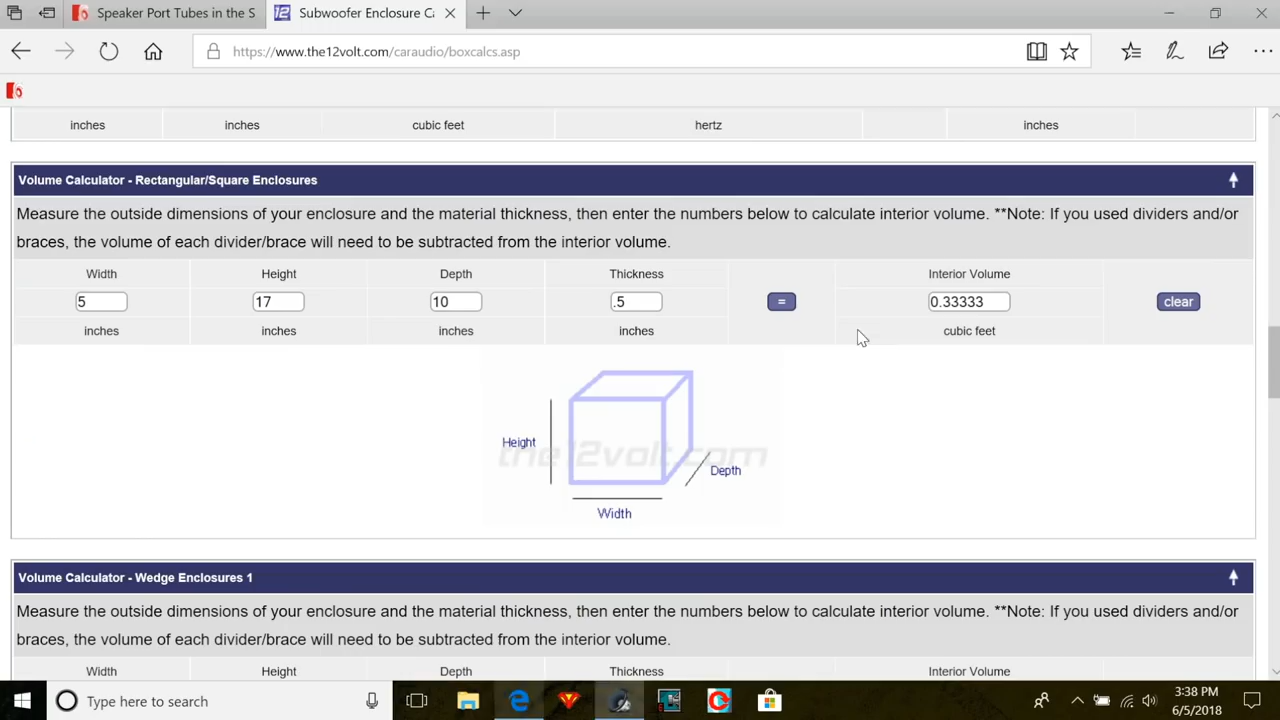 Speaker Port Tubes in the S
Subwoofer Enclosure Ca
https://www.the12volt.com/caraudio/boxcalcs.asp
inches inches cubic feet hertz inches
Volume Calculator - Rectangular/Square Enclosures
Measure the outside dimensions of your enclosure and the material thickness, then enter the numbers below to calculate interior volume. **Note: If you used dividers and/or
braces, the volume of each divider/brace will need to be subtracted from the interior volume.
Width Height Depth Thickness Interior Volume
5 17 10 .5 = 0.33333 clear
inches inches inches inches cubic feet
Height
the12volt.com
Depth
Width
Volume Calculator - Wedge Enclosures 1
Measure the outside dimensions of your enclosure and the material thickness, then enter the numbers below to calculate interior volume. **Note: If you used dividers and/or
braces, the volume of each divider/brace will need to be subtracted from the interior volume.
Width Height Depth Thickness Interior Volume
Type here to search
3:38 PM
6/5/2018